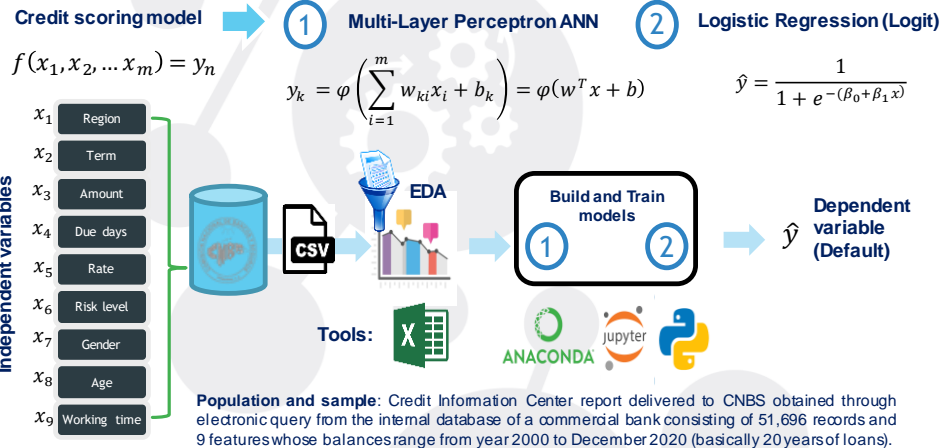 Credit scoring model
1
Multi-Layer Perceptron ANN
2
Logistic Regression (Logit)
f(x₁, x₂, … xₘ) = yₙ
yₖ = φ(∑ᵢ₌₁ᵐ wₖᵢxᵢ + bₖ) = φ(wᵀx + b)
ŷ = 1 / (1 + e^−(β₀+β₁x))
Independent variables
x₁ Region
x₂ Term
x₃ Amount
x₄ Due days
x₅ Rate
x₆ Risk level
x₇ Gender
x₈ Age
x₉ Working time
CSV
EDA
Build and Train
models
1 2
ŷ
Dependent
variable
(Default)
Tools:
ANACONDA
jupyter
Population and sample: Credit Information Center report delivered to CNBS obtained through
electronic query from the internal database of a commercial bank consisting of 51,696 records and
9 features whose balances range from year 2000 to December 2020 (basically 20 years of loans).